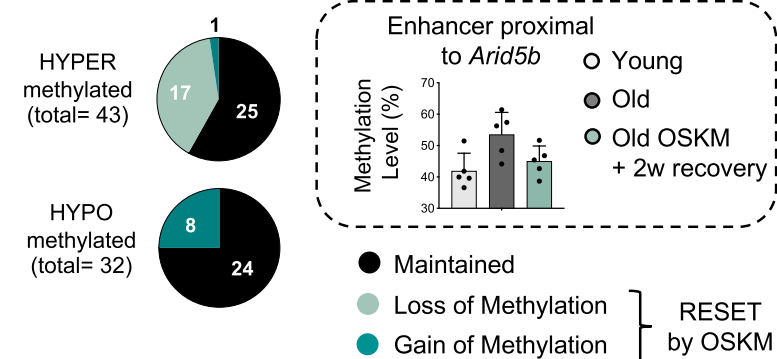 HYPER
methylated
(total= 43)
1
17
25
HYPO
methylated
(total= 32)
8
24
Enhancer proximal
to Arid5b
Methylation
Level (%)
70
60
50
40
30
Young
Old
Old OSKM
+ 2w recovery
Maintained
Loss of Methylation
Gain of Methylation
RESET
by OSKM